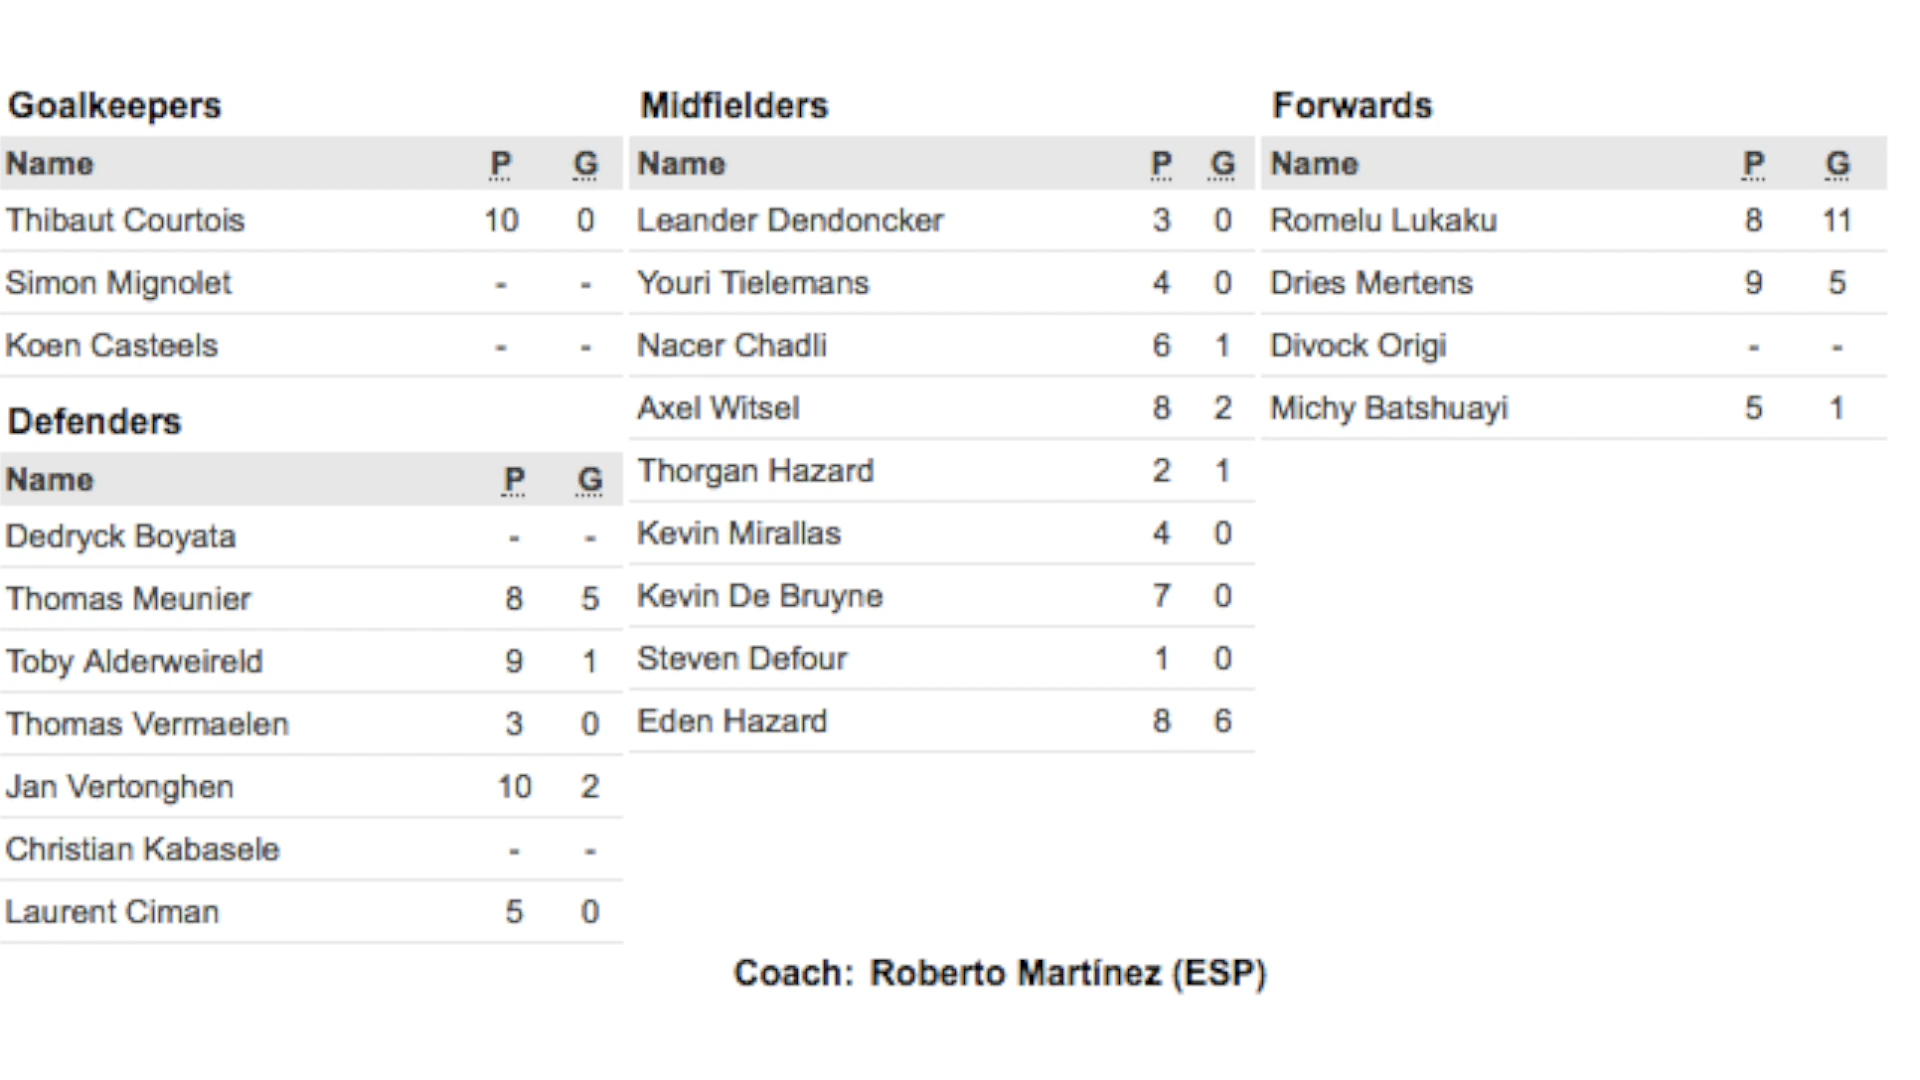 Goalkeepers
Name P G
Thibaut Courtois 10 0
Simon Mignolet - -
Koen Casteels - -
Defenders
Name P G
Dedryck Boyata - -
Thomas Meunier 8 5
Toby Alderweireld 9 1
Thomas Vermaelen 3 0
Jan Vertonghen 10 2
Christian Kabasele - -
Laurent Ciman 5 0
Midfielders
Name P G
Leander Dendoncker 3 0
Youri Tielemans 4 0
Nacer Chadli 6 1
Axel Witsel 8 2
Thorgan Hazard 2 1
Kevin Mirallas 4 0
Kevin De Bruyne 7 0
Steven Defour 1 0
Eden Hazard 8 6
Forwards
Name P G
Romelu Lukaku 8 11
Dries Mertens 9 5
Divock Origi - -
Michy Batshuayi 5 1
Coach: Roberto Martínez (ESP)